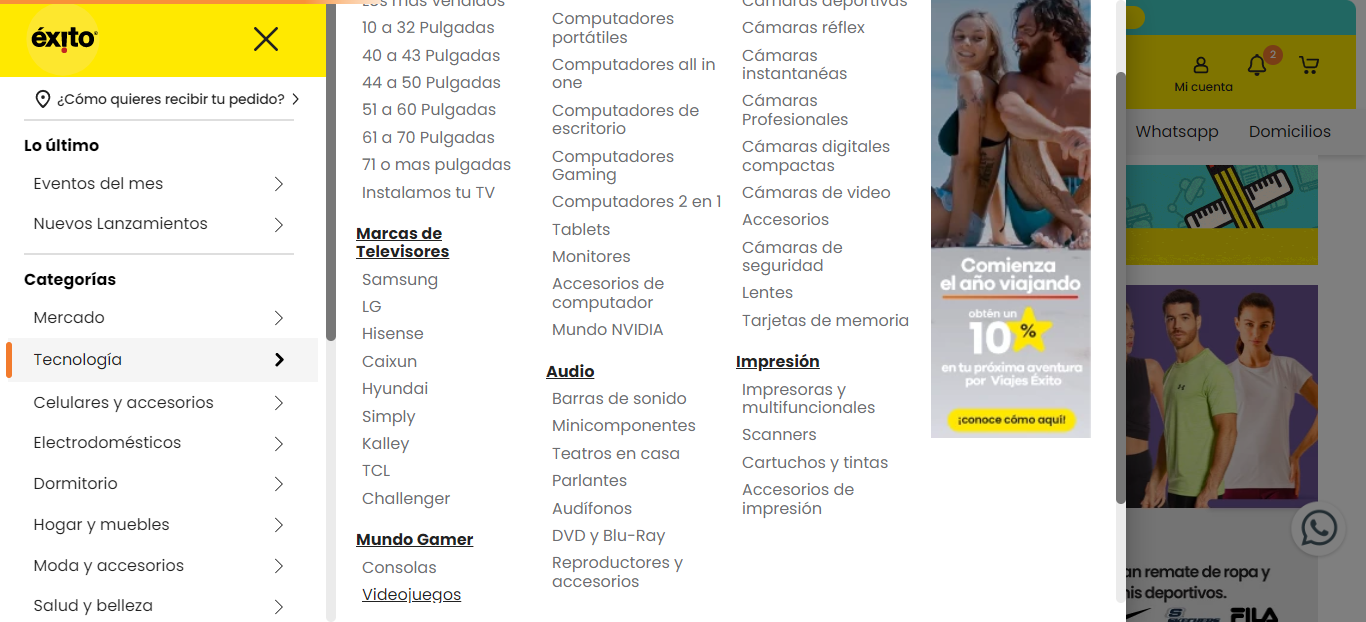 éxito
¿Cómo quieres recibir tu pedido?
Lo último
Eventos del mes
Nuevos Lanzamientos
Categorías
Mercado
Tecnología
Celulares y accesorios
Electrodomésticos
Dormitorio
Hogar y muebles
Moda y accesorios
Salud y belleza
Los más vendidos
10 a 32 Pulgadas
40 a 43 Pulgadas
44 a 50 Pulgadas
51 a 60 Pulgadas
61 a 70 Pulgadas
71 o mas pulgadas
Instalamos tu TV
Marcas de
Televisores
Samsung
LG
Hisense
Caixun
Hyundai
Simply
Kalley
TCL
Challenger
Mundo Gamer
Consolas
Videojuegos
Computadores
portátiles
Computadores all in
one
Computadores de
escritorio
Computadores
Gaming
Computadores 2 en 1
Tablets
Monitores
Accesorios de
computador
Mundo NVIDIA
Audio
Barras de sonido
Minicomponentes
Teatros en casa
Parlantes
Audífonos
DVD y Blu-Ray
Reproductores y
accesorios
Cámaras deportivas
Cámaras réflex
Cámaras
instantanéas
Cámaras
Profesionales
Cámaras digitales
compactas
Cámaras de video
Accesorios
Cámaras de
seguridad
Lentes
Tarjetas de memoria
Impresión
Impresoras y
multifuncionales
Scanners
Cartuchos y tintas
Accesorios de
impresión
Comienza
el año viajando
obtén un
10%
en tu próxima aventura
por Viajes Éxito
¡conoce cómo aquí!
2
Mi cuenta
Whatsapp
Domicilios
an remate de ropa y
nis deportivos.
SKECHERS
FILA